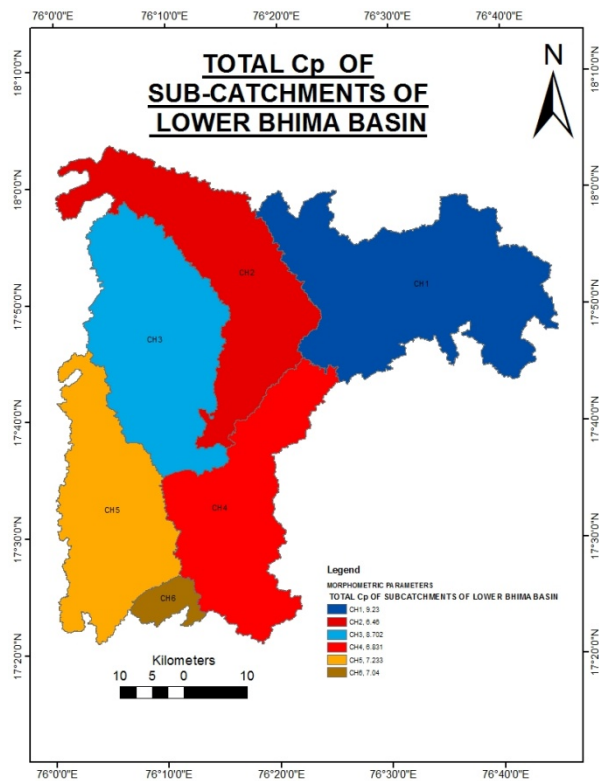 76°0'0"E 76°10'0"E 76°20'0"E 76°30'0"E 76°40'0"E
TOTAL Cp OF
SUB-CATCHMENTS OF
LOWER BHIMA BASIN
N
18°10'0"N 18°10'0"N
18°0'0"N 18°0'0"N
CH2
CH1
17°50'0"N 17°50'0"N
CH3
17°40'0"N 17°40'0"N
CH5
CH4
17°30'0"N 17°30'0"N
CH6
Legend
MORPHOMETRIC PARAMETERS
TOTAL Cp OF SUBCATCHMENTS OF LOWER BHIMA BASIN
CH1, 9.23
CH2, 6.46
CH3, 8.702
CH4, 6.831
CH5, 7.233
CH6, 7.04
17°20'0"N 17°20'0"N
Kilometers
10 5 0 10
76°0'0"E 76°10'0"E 76°20'0"E 76°30'0"E 76°40'0"E